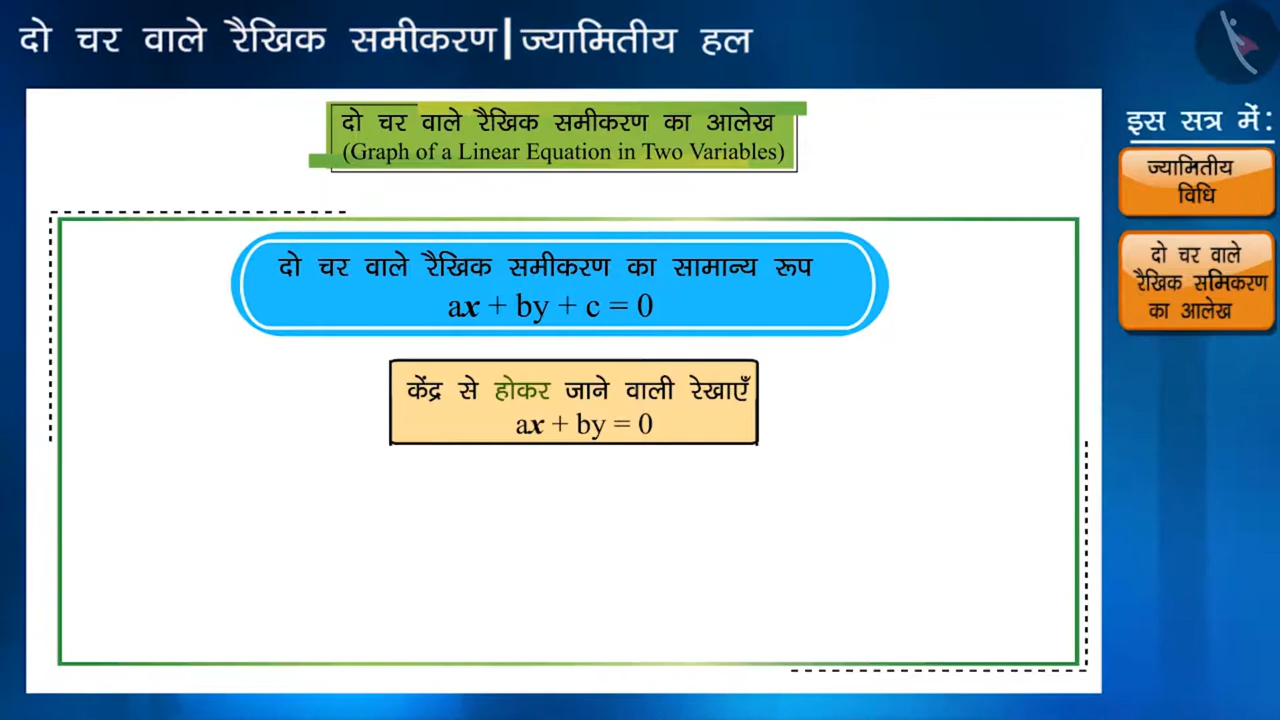 दो चर वाले रैखिक समीकरण|ज्यामितीय हल
दो चर वाले रैखिक समीकरण का आलेख
(Graph of a Linear Equation in Two Variables)
दो चर वाले रैखिक समीकरण का सामान्य रूप
ax + by + c = 0
केंद्र से होकर जाने वाली रेखाएँ
ax + by = 0
इस सत्र में:
ज्यामितीय
विधि
दो चर वाले
रैखिक समिकरण
का आलेख